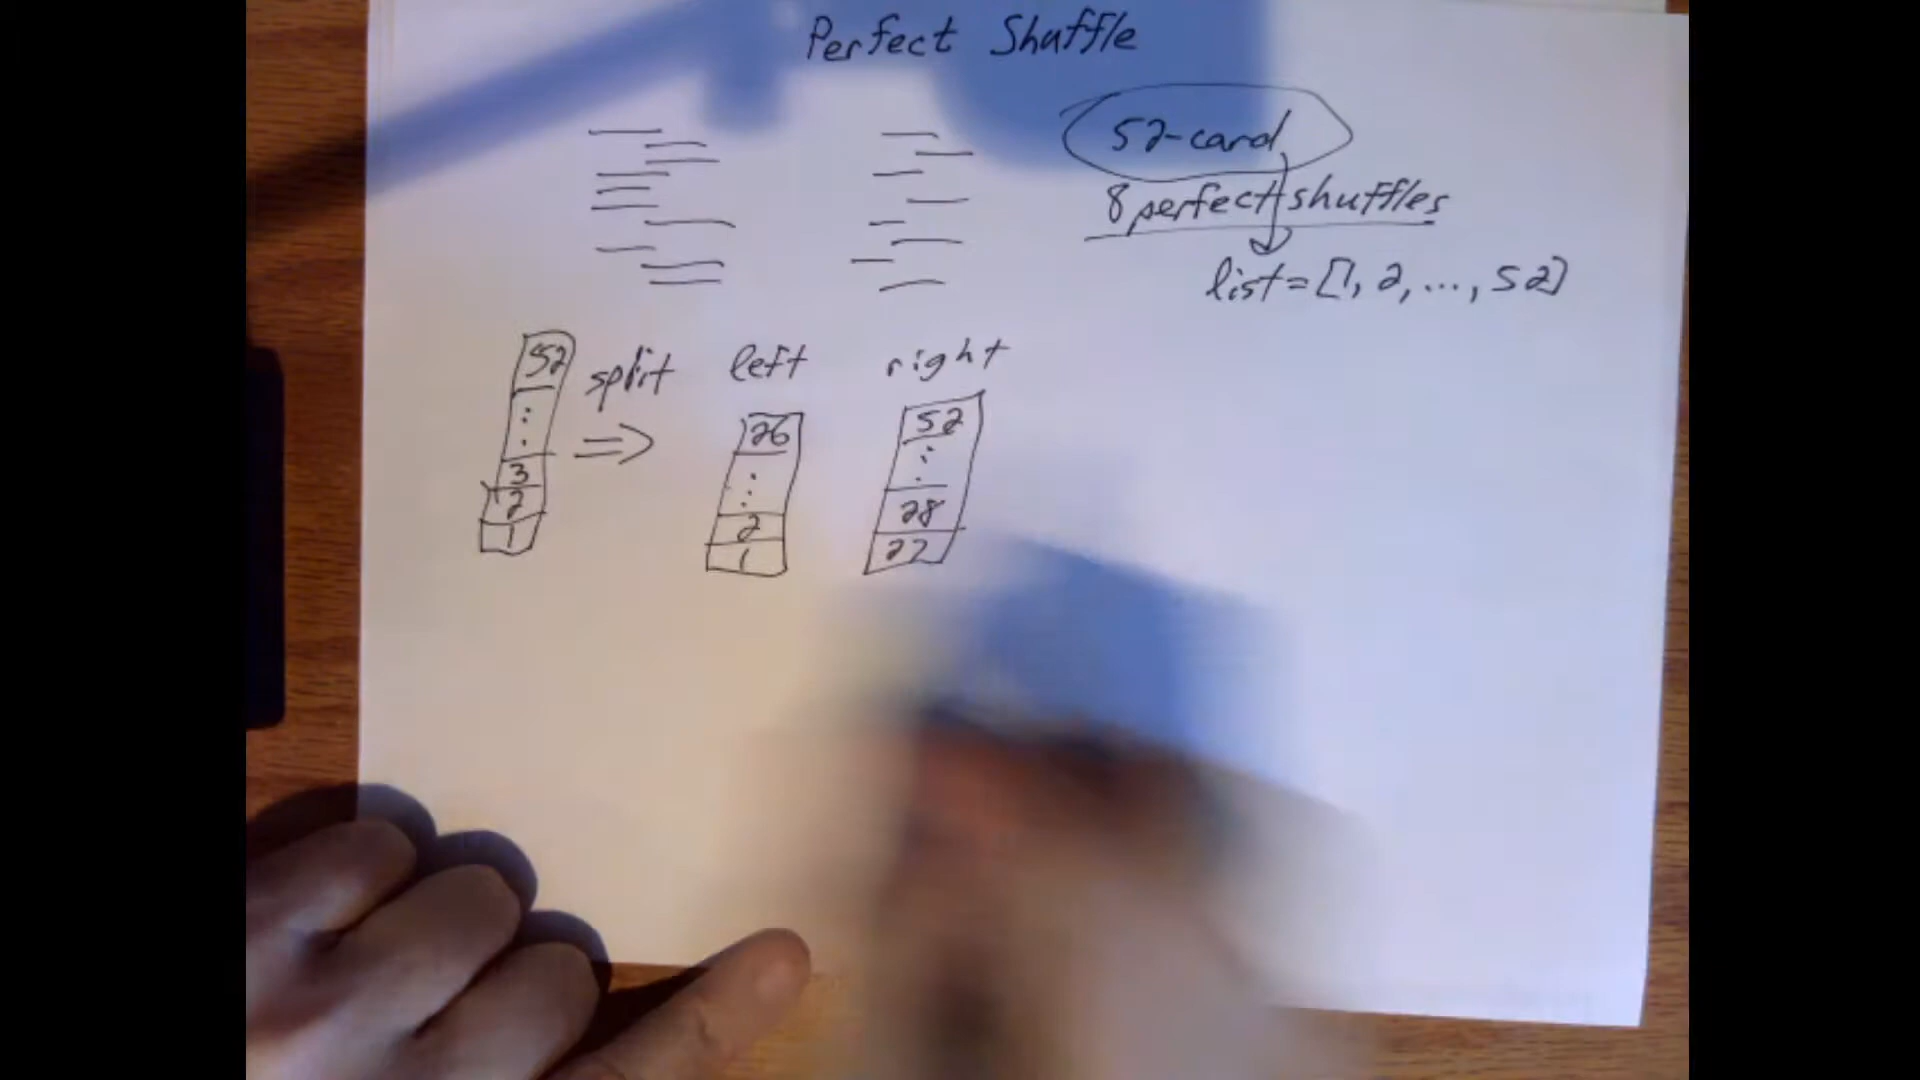 Perfect Shuffle
52-card
8 perfect shuffles
list=[1, 2, ..., 52]
split
left
right
52
⋮
3
2
1
⇒
26
⋮
2
1
52
⋮
28
27